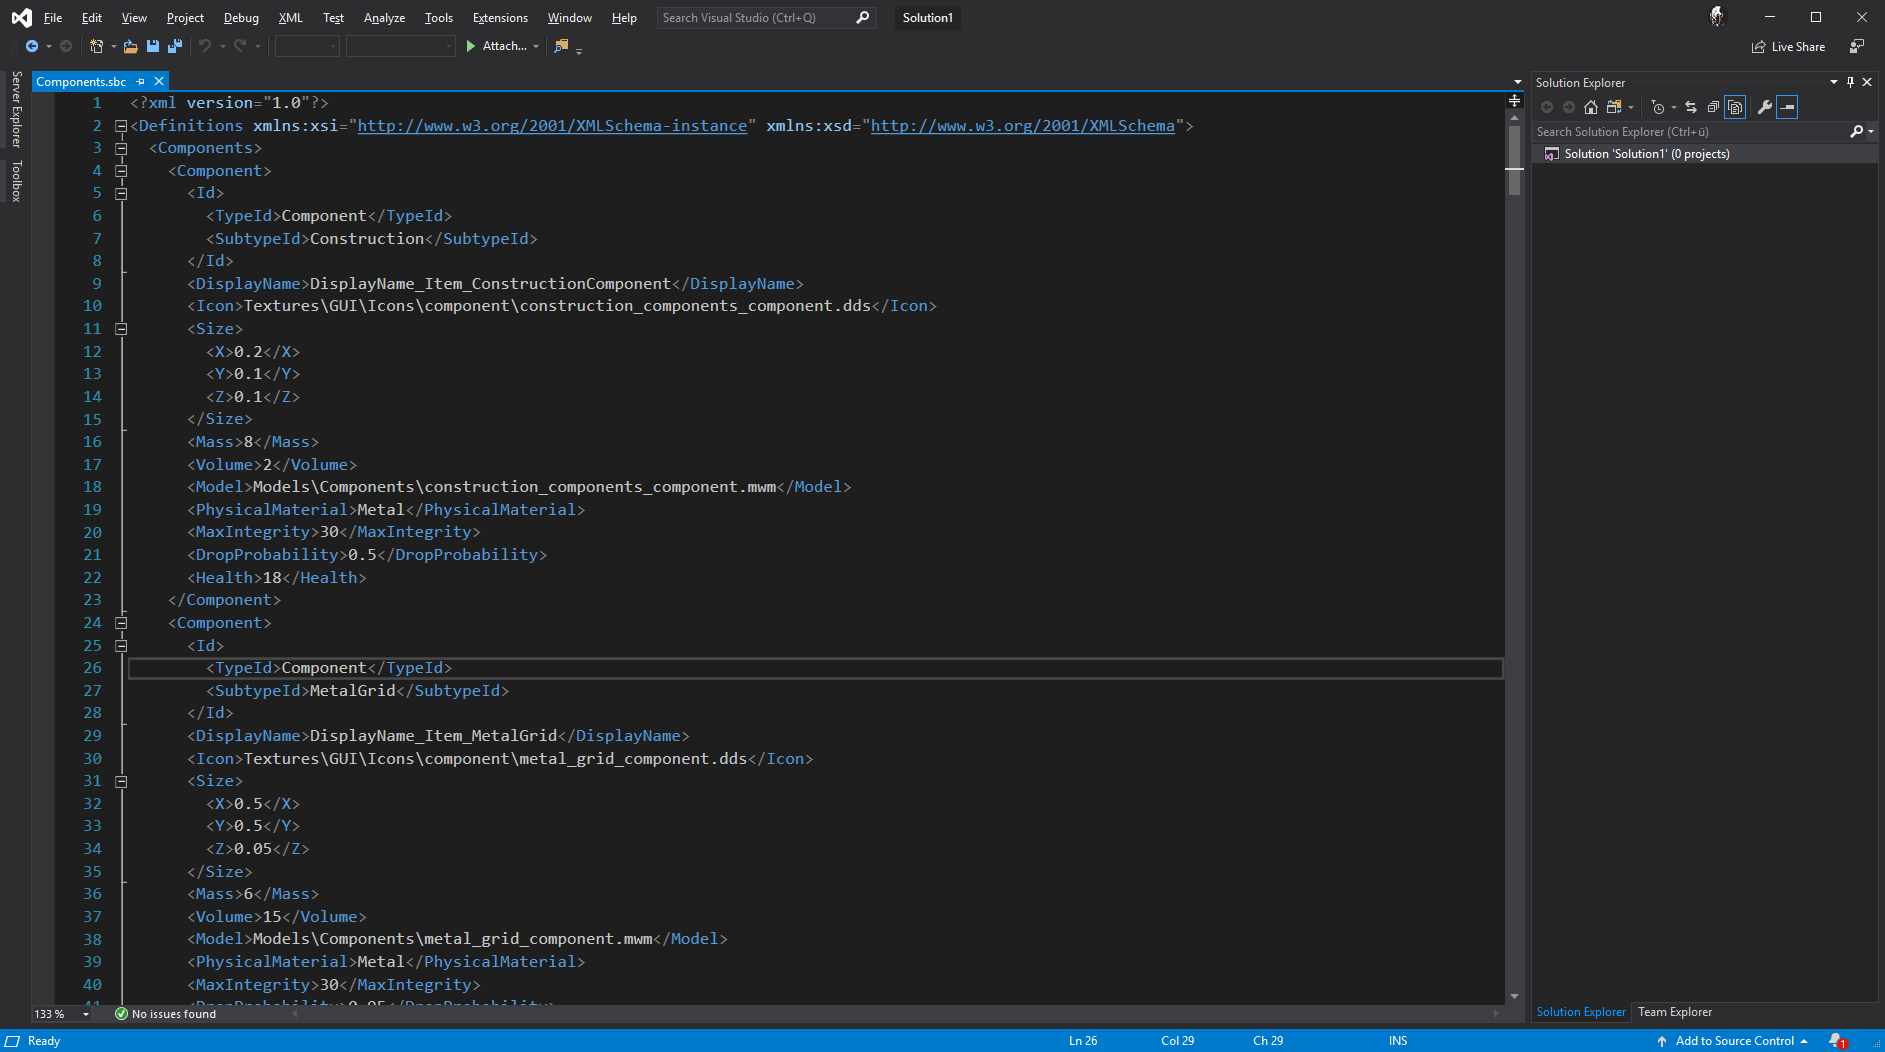 File Edit View Project Debug XML Test Analyze Tools Extensions Window Help Search Visual Studio (Ctrl+Q) Solution1
Attach... Live Share
Server Explorer
Toolbox
Components.sbc
1 <?xml version="1.0"?>
2 <Definitions xmlns:xsi="http://www.w3.org/2001/XMLSchema-instance" xmlns:xsd="http://www.w3.org/2001/XMLSchema">
3 <Components>
4 <Component>
5 <Id>
6 <TypeId>Component</TypeId>
7 <SubtypeId>Construction</SubtypeId>
8 </Id>
9 <DisplayName>DisplayName_Item_ConstructionComponent</DisplayName>
10 <Icon>Textures\GUI\Icons\component\construction_components_component.dds</Icon>
11 <Size>
12 <X>0.2</X>
13 <Y>0.1</Y>
14 <Z>0.1</Z>
15 </Size>
16 <Mass>8</Mass>
17 <Volume>2</Volume>
18 <Model>Models\Components\construction_components_component.mwm</Model>
19 <PhysicalMaterial>Metal</PhysicalMaterial>
20 <MaxIntegrity>30</MaxIntegrity>
21 <DropProbability>0.5</DropProbability>
22 <Health>18</Health>
23 </Component>
24 <Component>
25 <Id>
26 <TypeId>Component</TypeId>
27 <SubtypeId>MetalGrid</SubtypeId>
28 </Id>
29 <DisplayName>DisplayName_Item_MetalGrid</DisplayName>
30 <Icon>Textures\GUI\Icons\component\metal_grid_component.dds</Icon>
31 <Size>
32 <X>0.5</X>
33 <Y>0.5</Y>
34 <Z>0.05</Z>
35 </Size>
36 <Mass>6</Mass>
37 <Volume>15</Volume>
38 <Model>Models\Components\metal_grid_component.mwm</Model>
39 <PhysicalMaterial>Metal</PhysicalMaterial>
40 <MaxIntegrity>30</MaxIntegrity>
133 % No issues found
Solution Explorer
Search Solution Explorer (Ctrl+ü)
Solution 'Solution1' (0 projects)
Solution Explorer Team Explorer
Ready Ln 26 Col 29 Ch 29 INS Add to Source Control 1